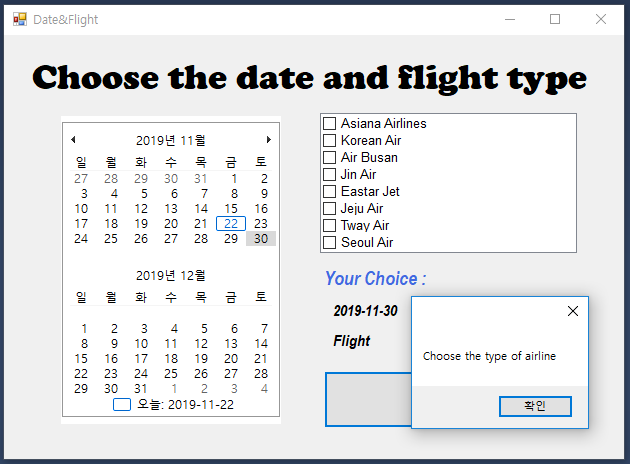 Date&Flight
Choose the date and flight type
2019년 11월
일 월 화 수 목 금 토
27 28 29 30 31 1 2
3 4 5 6 7 8 9
10 11 12 13 14 15 16
17 18 19 20 21 22 23
24 25 26 27 28 29 30
2019년 12월
일 월 화 수 목 금 토
1 2 3 4 5 6 7
8 9 10 11 12 13 14
15 16 17 18 19 20 21
22 23 24 25 26 27 28
29 30 31 1 2 3 4
오늘: 2019-11-22
Asiana Airlines
Korean Air
Air Busan
Jin Air
Eastar Jet
Jeju Air
Tway Air
Seoul Air
Your Choice :
2019-11-30
Flight
Choose the type of airline
확인